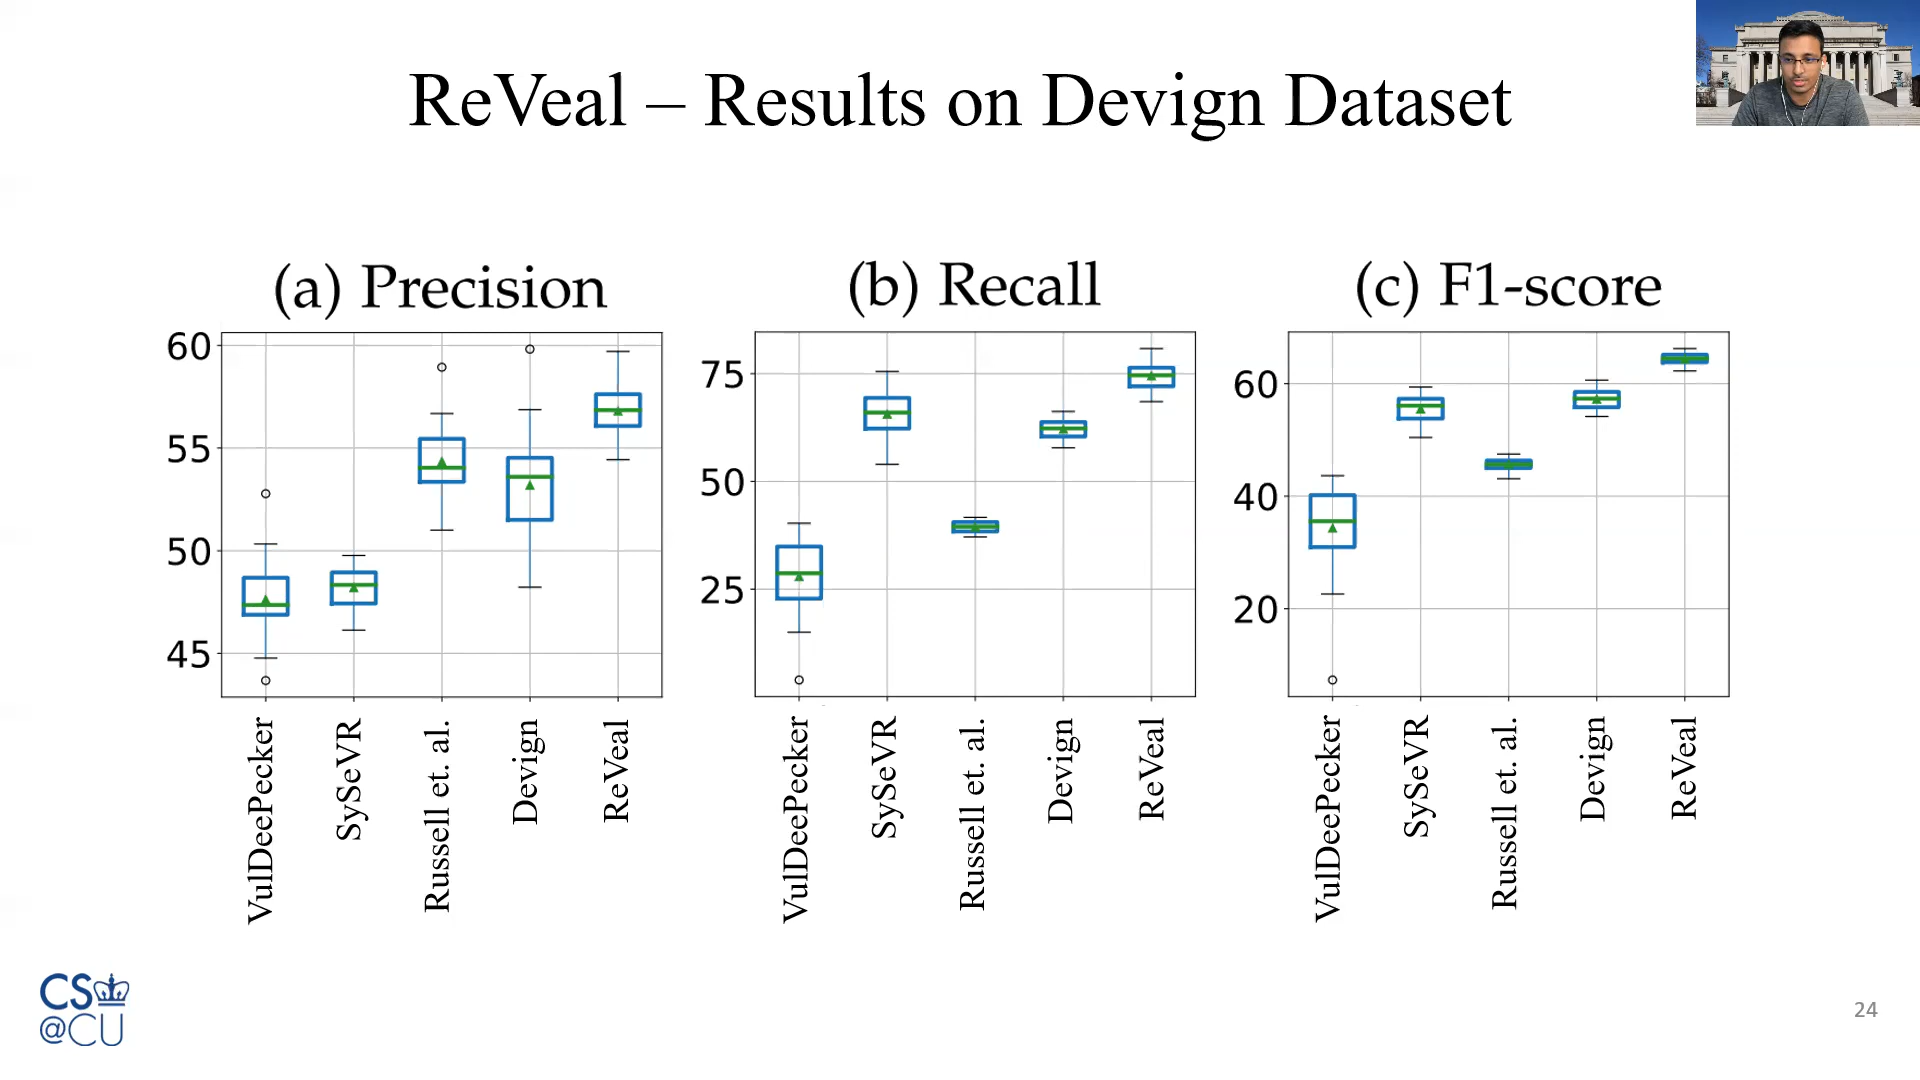 ReVeal – Results on Devign Dataset
(a) Precision
60
55
50
45
VulDeePecker
SySeVR
Russell et. al.
Devign
ReVeal
(b) Recall
75
50
25
VulDeePecker
SySeVR
Russell et. al.
Devign
ReVeal
(c) F1-score
60
40
20
VulDeePecker
SySeVR
Russell et. al.
Devign
ReVeal
CS
@CU
24